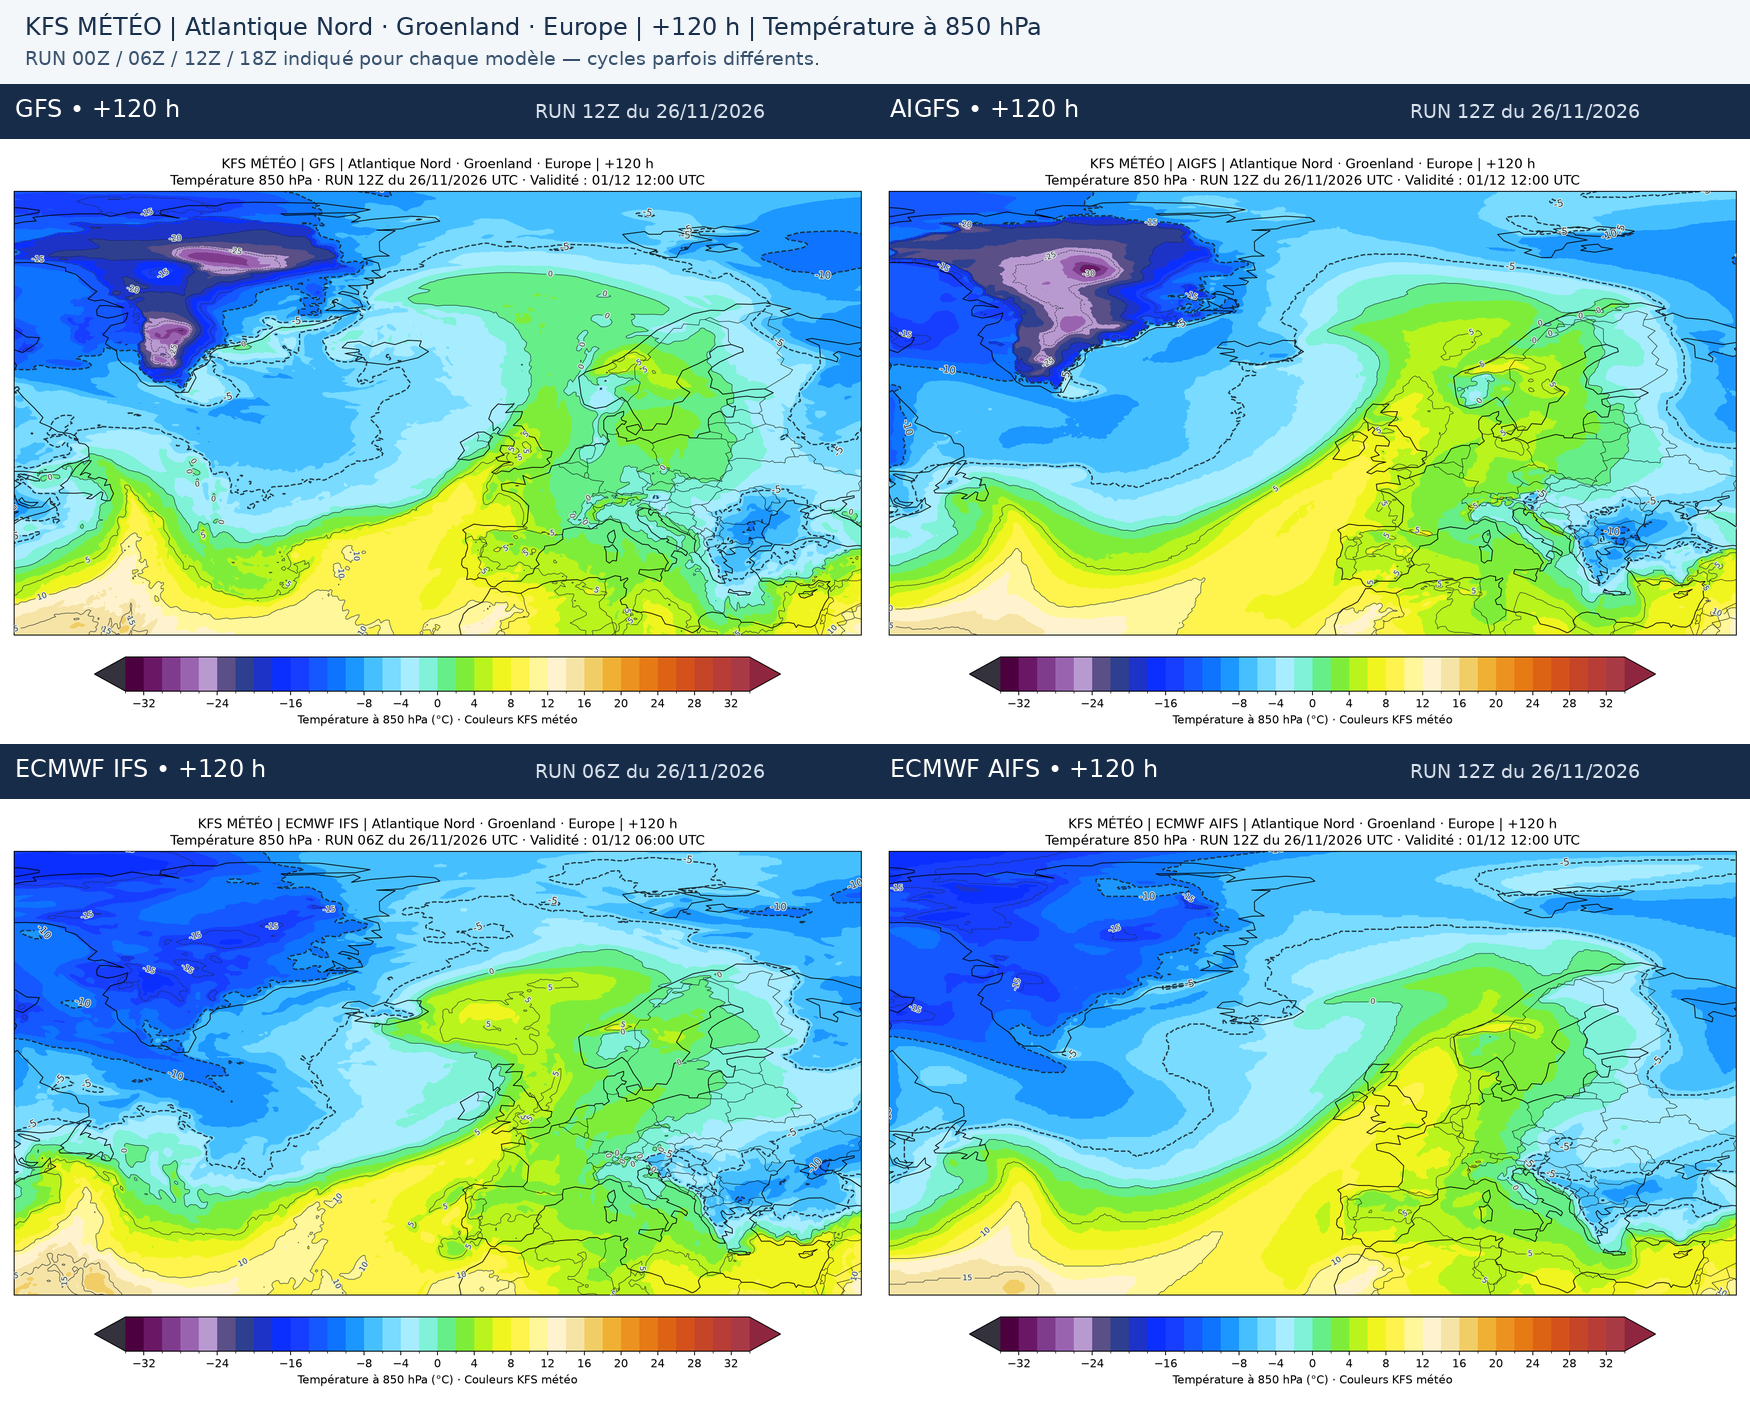 KFS MÉTÉO | Atlantique Nord · Groenland · Europe | +120 h | Température à 850 hPa
RUN 00Z / 06Z / 12Z / 18Z indiqué pour chaque modèle — cycles parfois différents.
GFS • +120 h
RUN 12Z du 26/11/2026
AIGFS • +120 h
RUN 12Z du 26/11/2026
KFS MÉTÉO | GFS | Atlantique Nord · Groenland · Europe | +120 h
Température 850 hPa · RUN 12Z du 26/11/2026 UTC · Validité : 01/12 12:00 UTC
KFS MÉTÉO | AIGFS | Atlantique Nord · Groenland · Europe | +120 h
Température 850 hPa · RUN 12Z du 26/11/2026 UTC · Validité : 01/12 12:00 UTC
−32 −24 −16 −8 −4 0 4 8 12 16 20 24 28 32
Température à 850 hPa (°C) · Couleurs KFS météo
−32 −24 −16 −8 −4 0 4 8 12 16 20 24 28 32
Température à 850 hPa (°C) · Couleurs KFS météo
ECMWF IFS • +120 h
RUN 06Z du 26/11/2026
ECMWF AIFS • +120 h
RUN 12Z du 26/11/2026
KFS MÉTÉO | ECMWF IFS | Atlantique Nord · Groenland · Europe | +120 h
Température 850 hPa · RUN 06Z du 26/11/2026 UTC · Validité : 01/12 06:00 UTC
KFS MÉTÉO | ECMWF AIFS | Atlantique Nord · Groenland · Europe | +120 h
Température 850 hPa · RUN 12Z du 26/11/2026 UTC · Validité : 01/12 12:00 UTC
−32 −24 −16 −8 −4 0 4 8 12 16 20 24 28 32
Température à 850 hPa (°C) · Couleurs KFS météo
−32 −24 −16 −8 −4 0 4 8 12 16 20 24 28 32
Température à 850 hPa (°C) · Couleurs KFS météo